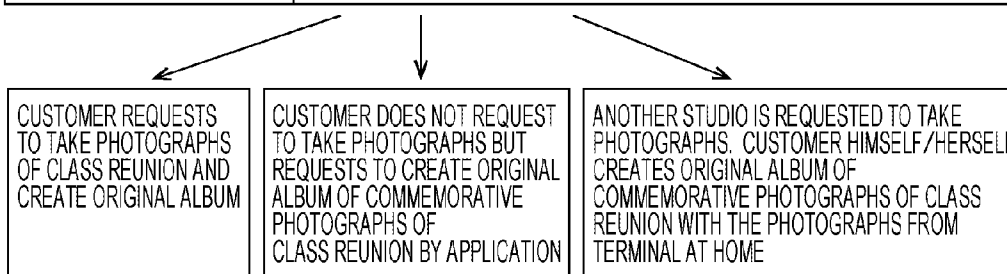 CUSTOMER REQUESTS
TO TAKE PHOTOGRAPHS
OF CLASS REUNION AND
CREATE ORIGINAL ALBUM
CUSTOMER DOES NOT REQUEST
TO TAKE PHOTOGRAPHS BUT
REQUESTS TO CREATE ORIGINAL
ALBUM OF COMMEMORATIVE
PHOTOGRAPHS OF
CLASS REUNION BY APPLICATION
ANOTHER STUDIO IS REQUESTED TO TAKE
PHOTOGRAPHS. CUSTOMER HIMSELF/HERSELF
CREATES ORIGINAL ALBUM OF
COMMEMORATIVE PHOTOGRAPHS OF CLASS
REUNION WITH THE PHOTOGRAPHS FROM
TERMINAL AT HOME